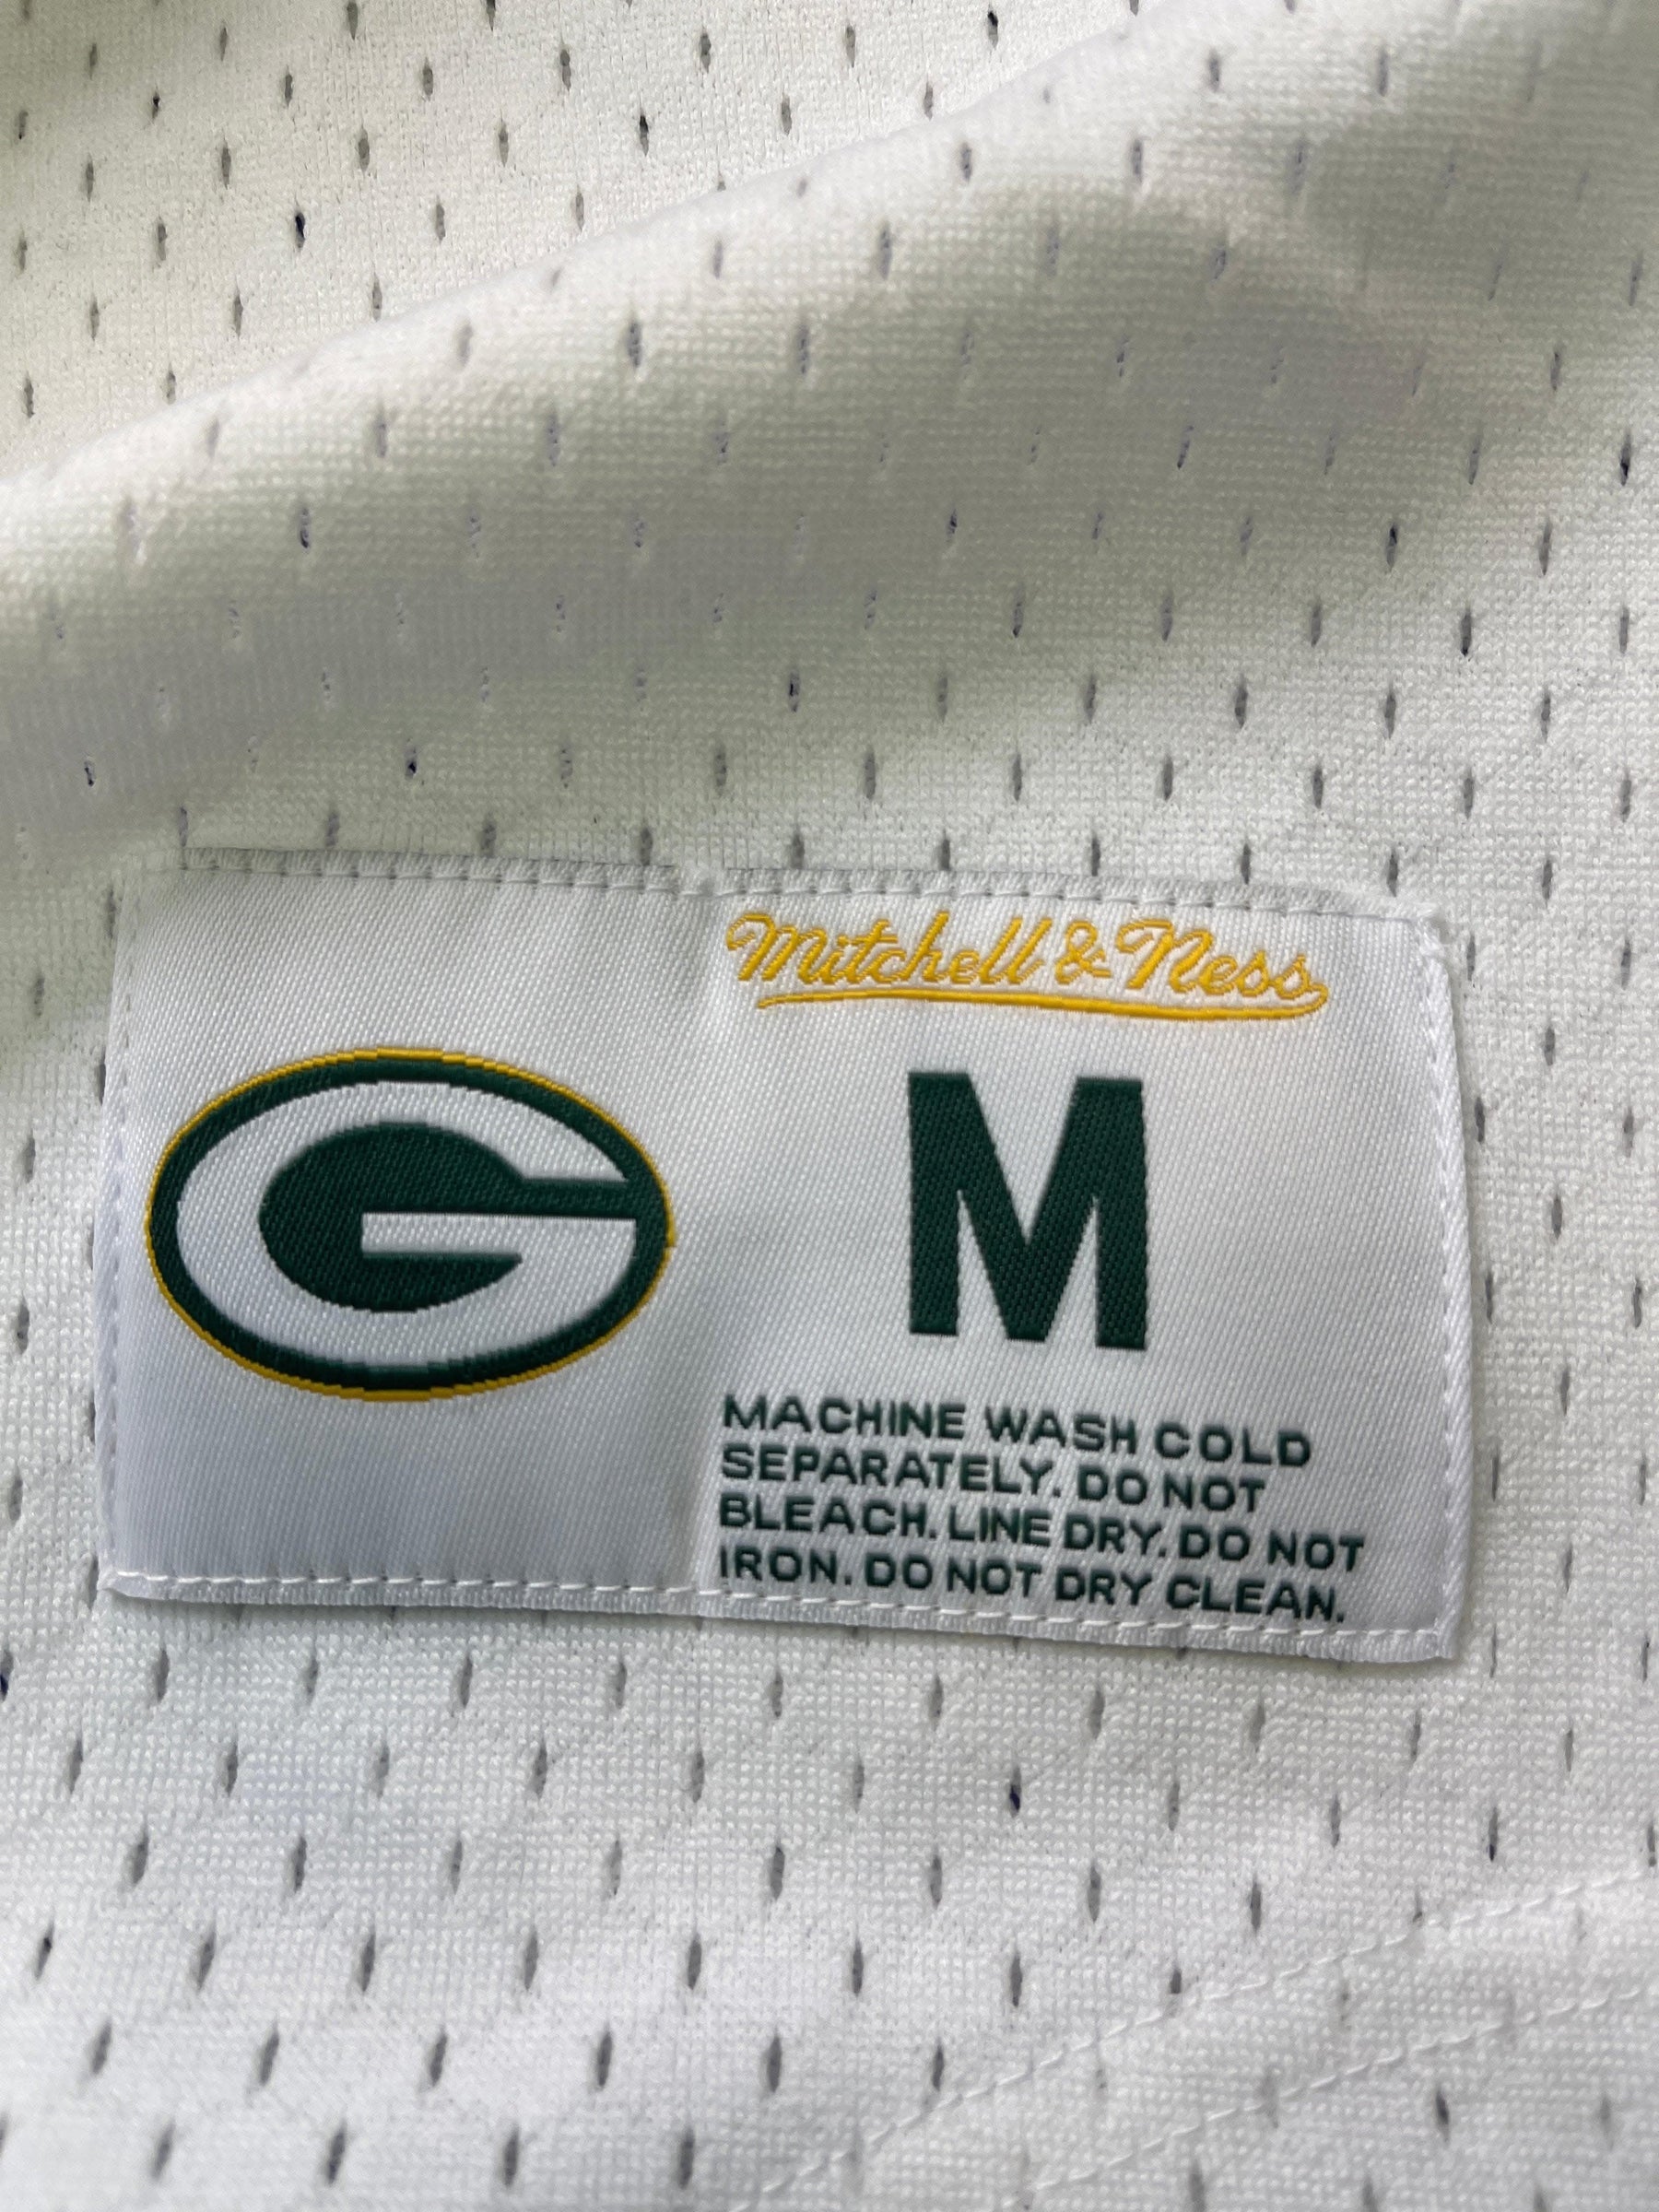 Mitchell & Ness
G
M
MACHINE WASH COLD
SEPARATELY. DO NOT
BLEACH. LINE DRY. DO NOT
IRON. DO NOT DRY CLEAN.